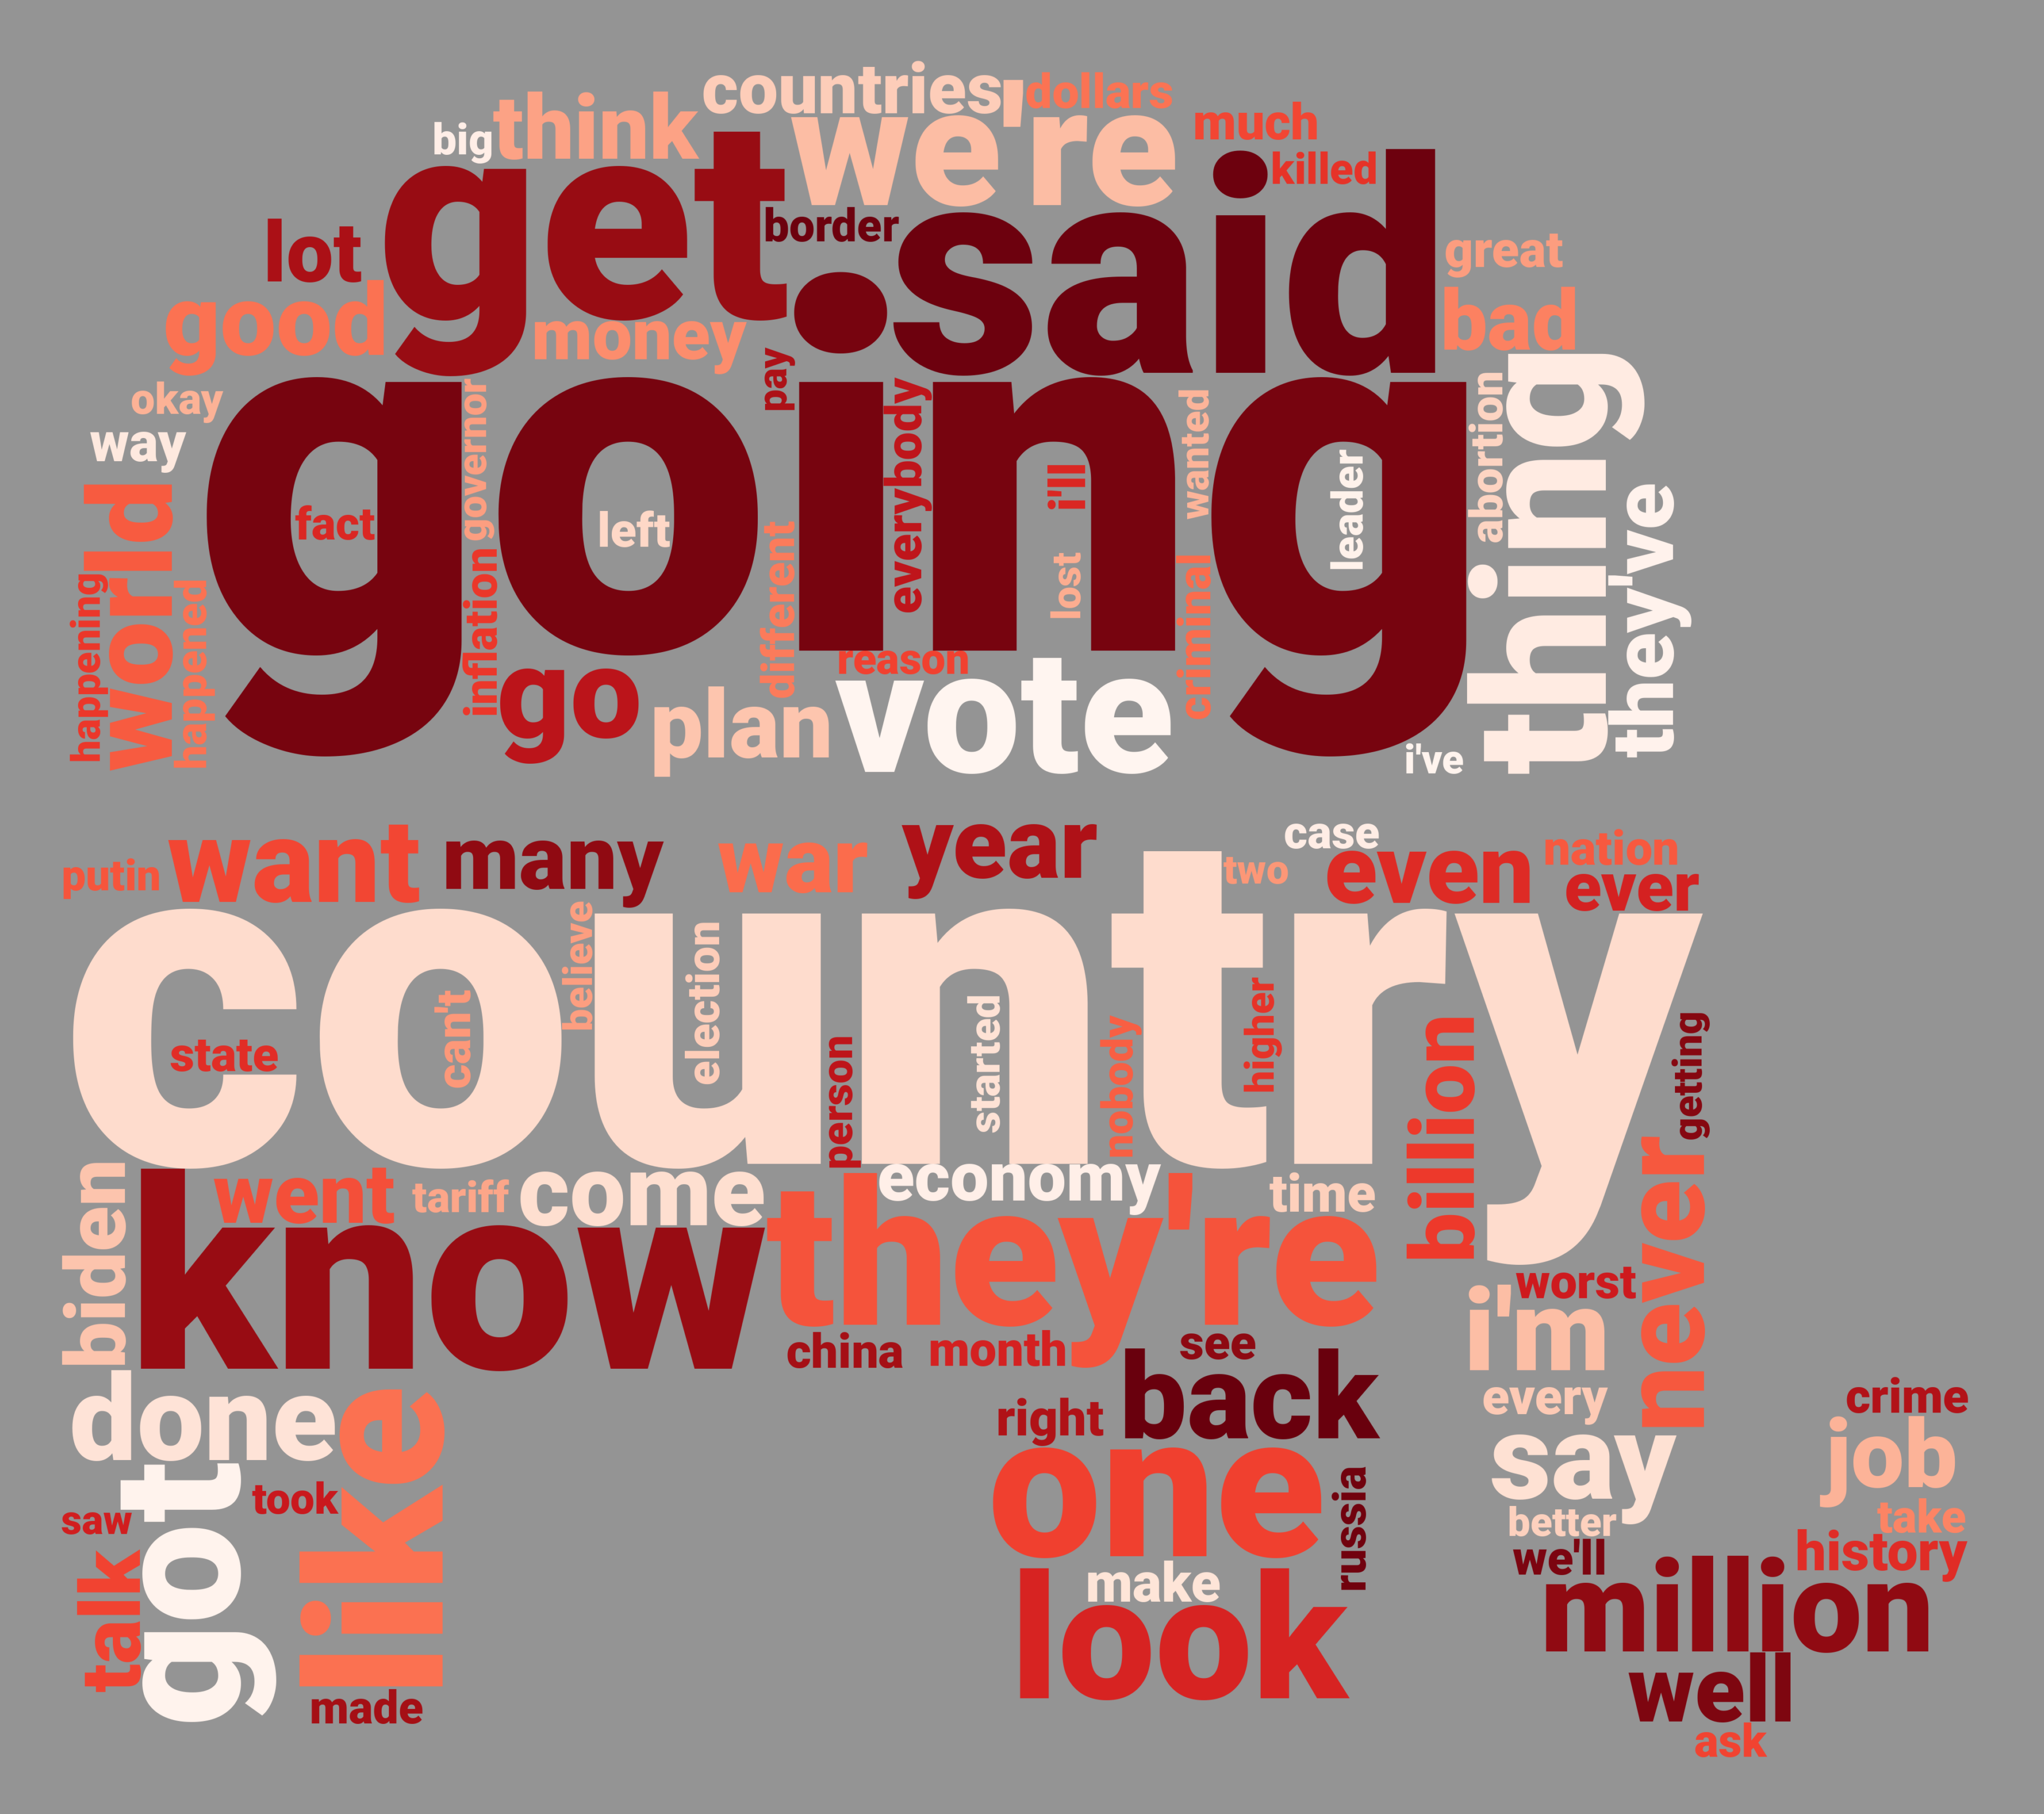 countries
dollars
think
we're
much
big
killed
get
said
border
lot
great
good
bad
money
pay
okay
way
going
governor
everybody
wanted
leader
abortion
thing
they've
fact
left
i'll
world
happening
happened
inflation
different
lost
criminal
reason
go
plan
vote
i've
putin
want
many
war
year
case
two
even
nation
ever
country
believe
election
can't
started
state
person
nobody
higher
billion
getting
never
biden
went
tariff
come
economy
time
know
they're
worst
i'm
china
month
see
back
every
done
like
right
crime
job
say
got
took
saw
one
russia
better
take
we'll
history
talk
make
look
million
made
well
ask